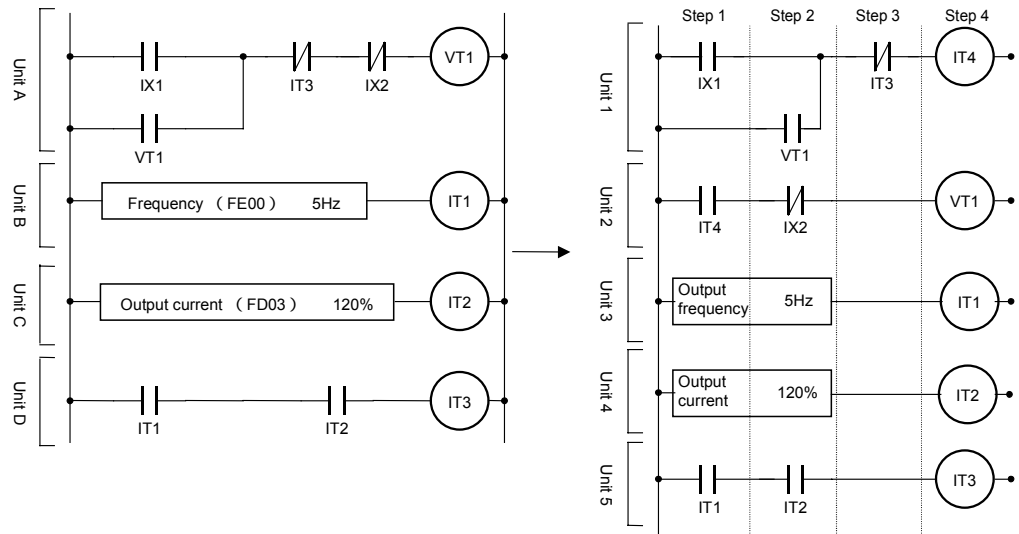 Unit A
IX1
IT3
IX2
VT1
VT1
Unit B
Frequency （FE00） 5Hz
IT1
Unit C
Output current （FD03） 120%
IT2
Unit D
IT1
IT2
IT3
Step 1 Step 2 Step 3 Step 4
Unit 1
IX1
IT3
IT4
VT1
Unit 2
IT4
IX2
VT1
Unit 3
Output
frequency
5Hz
IT1
Unit 4
Output
current
120%
IT2
Unit 5
IT1
IT2
IT3